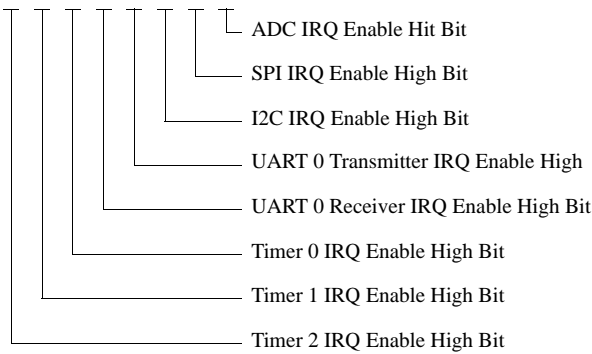 ADC IRQ Enable Hit Bit
SPI IRQ Enable High Bit
I2C IRQ Enable High Bit
UART 0 Transmitter IRQ Enable High
UART 0 Receiver IRQ Enable High Bit
Timer 0 IRQ Enable High Bit
Timer 1 IRQ Enable High Bit
Timer 2 IRQ Enable High Bit